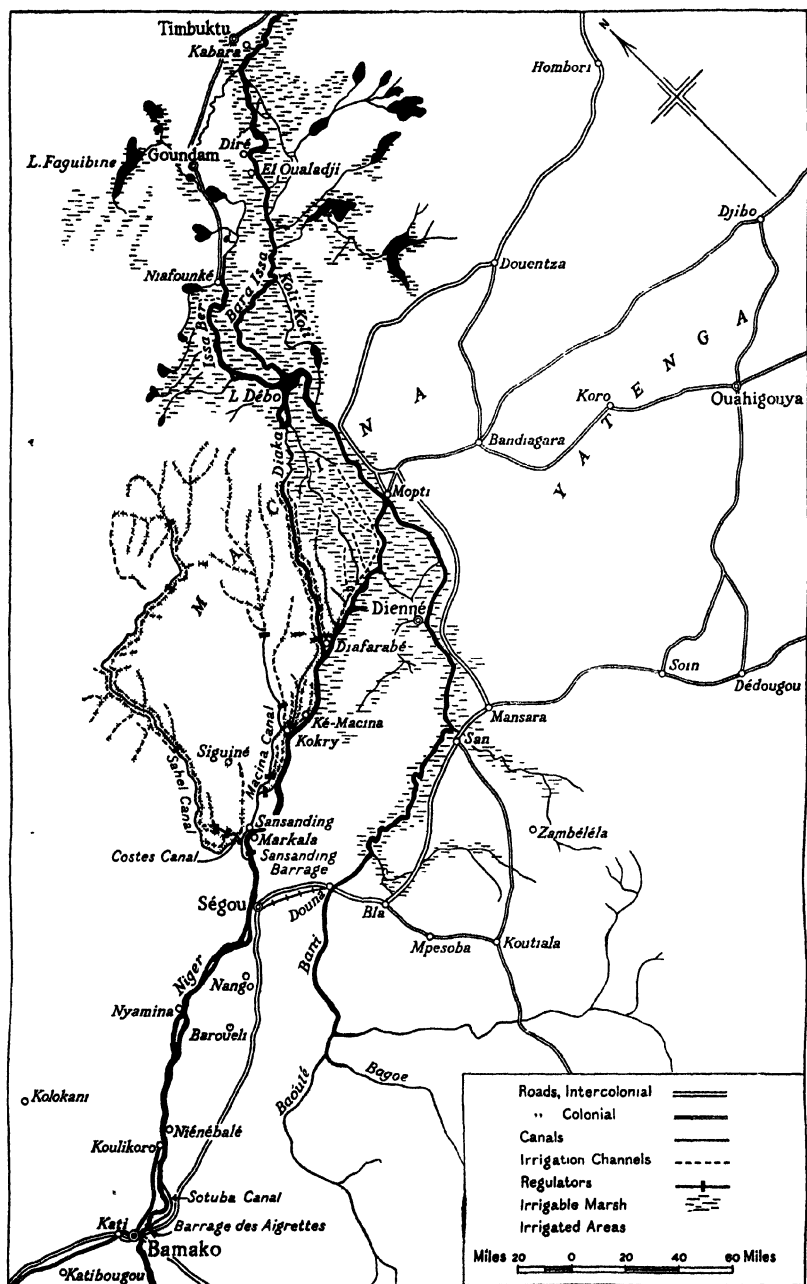 Timbuktu
Kabara
N
Hombori
L. Faguibine
Goundam
Diré
El Oualadji
Djibo
Douentza
Niafounké
Issa Ber
Bara Issa
Koli-Koli
L. Débo
MACINA
YATENGA
Koro
Ouahigouya
Bandiagara
Diaka
Mopti
Dienné
Diafarabé
Soin
Dédougou
Mansara
San
Ké-Macina
Kokry
Macina Canal
Siguiné
Sahel Canal
Sansanding
Markala
Sansanding
Barrage
Costes Canal
Zambéléla
Ségou
Douna
Bla
Mpesoba
Koutiala
Bani
Niger
Nango
Nyamina
Baroueli
Bagoe
Baoulé
Kolokani
Niénébalé
Koulikoro
Sotuba Canal
Kati
Barrage des Aigrettes
Bamako
Katibougou
Roads, Intercolonial
" Colonial
Canals
Irrigation Channels
Regulators
Irrigable Marsh
Irrigated Areas
Miles 20 0 20 40 60 Miles